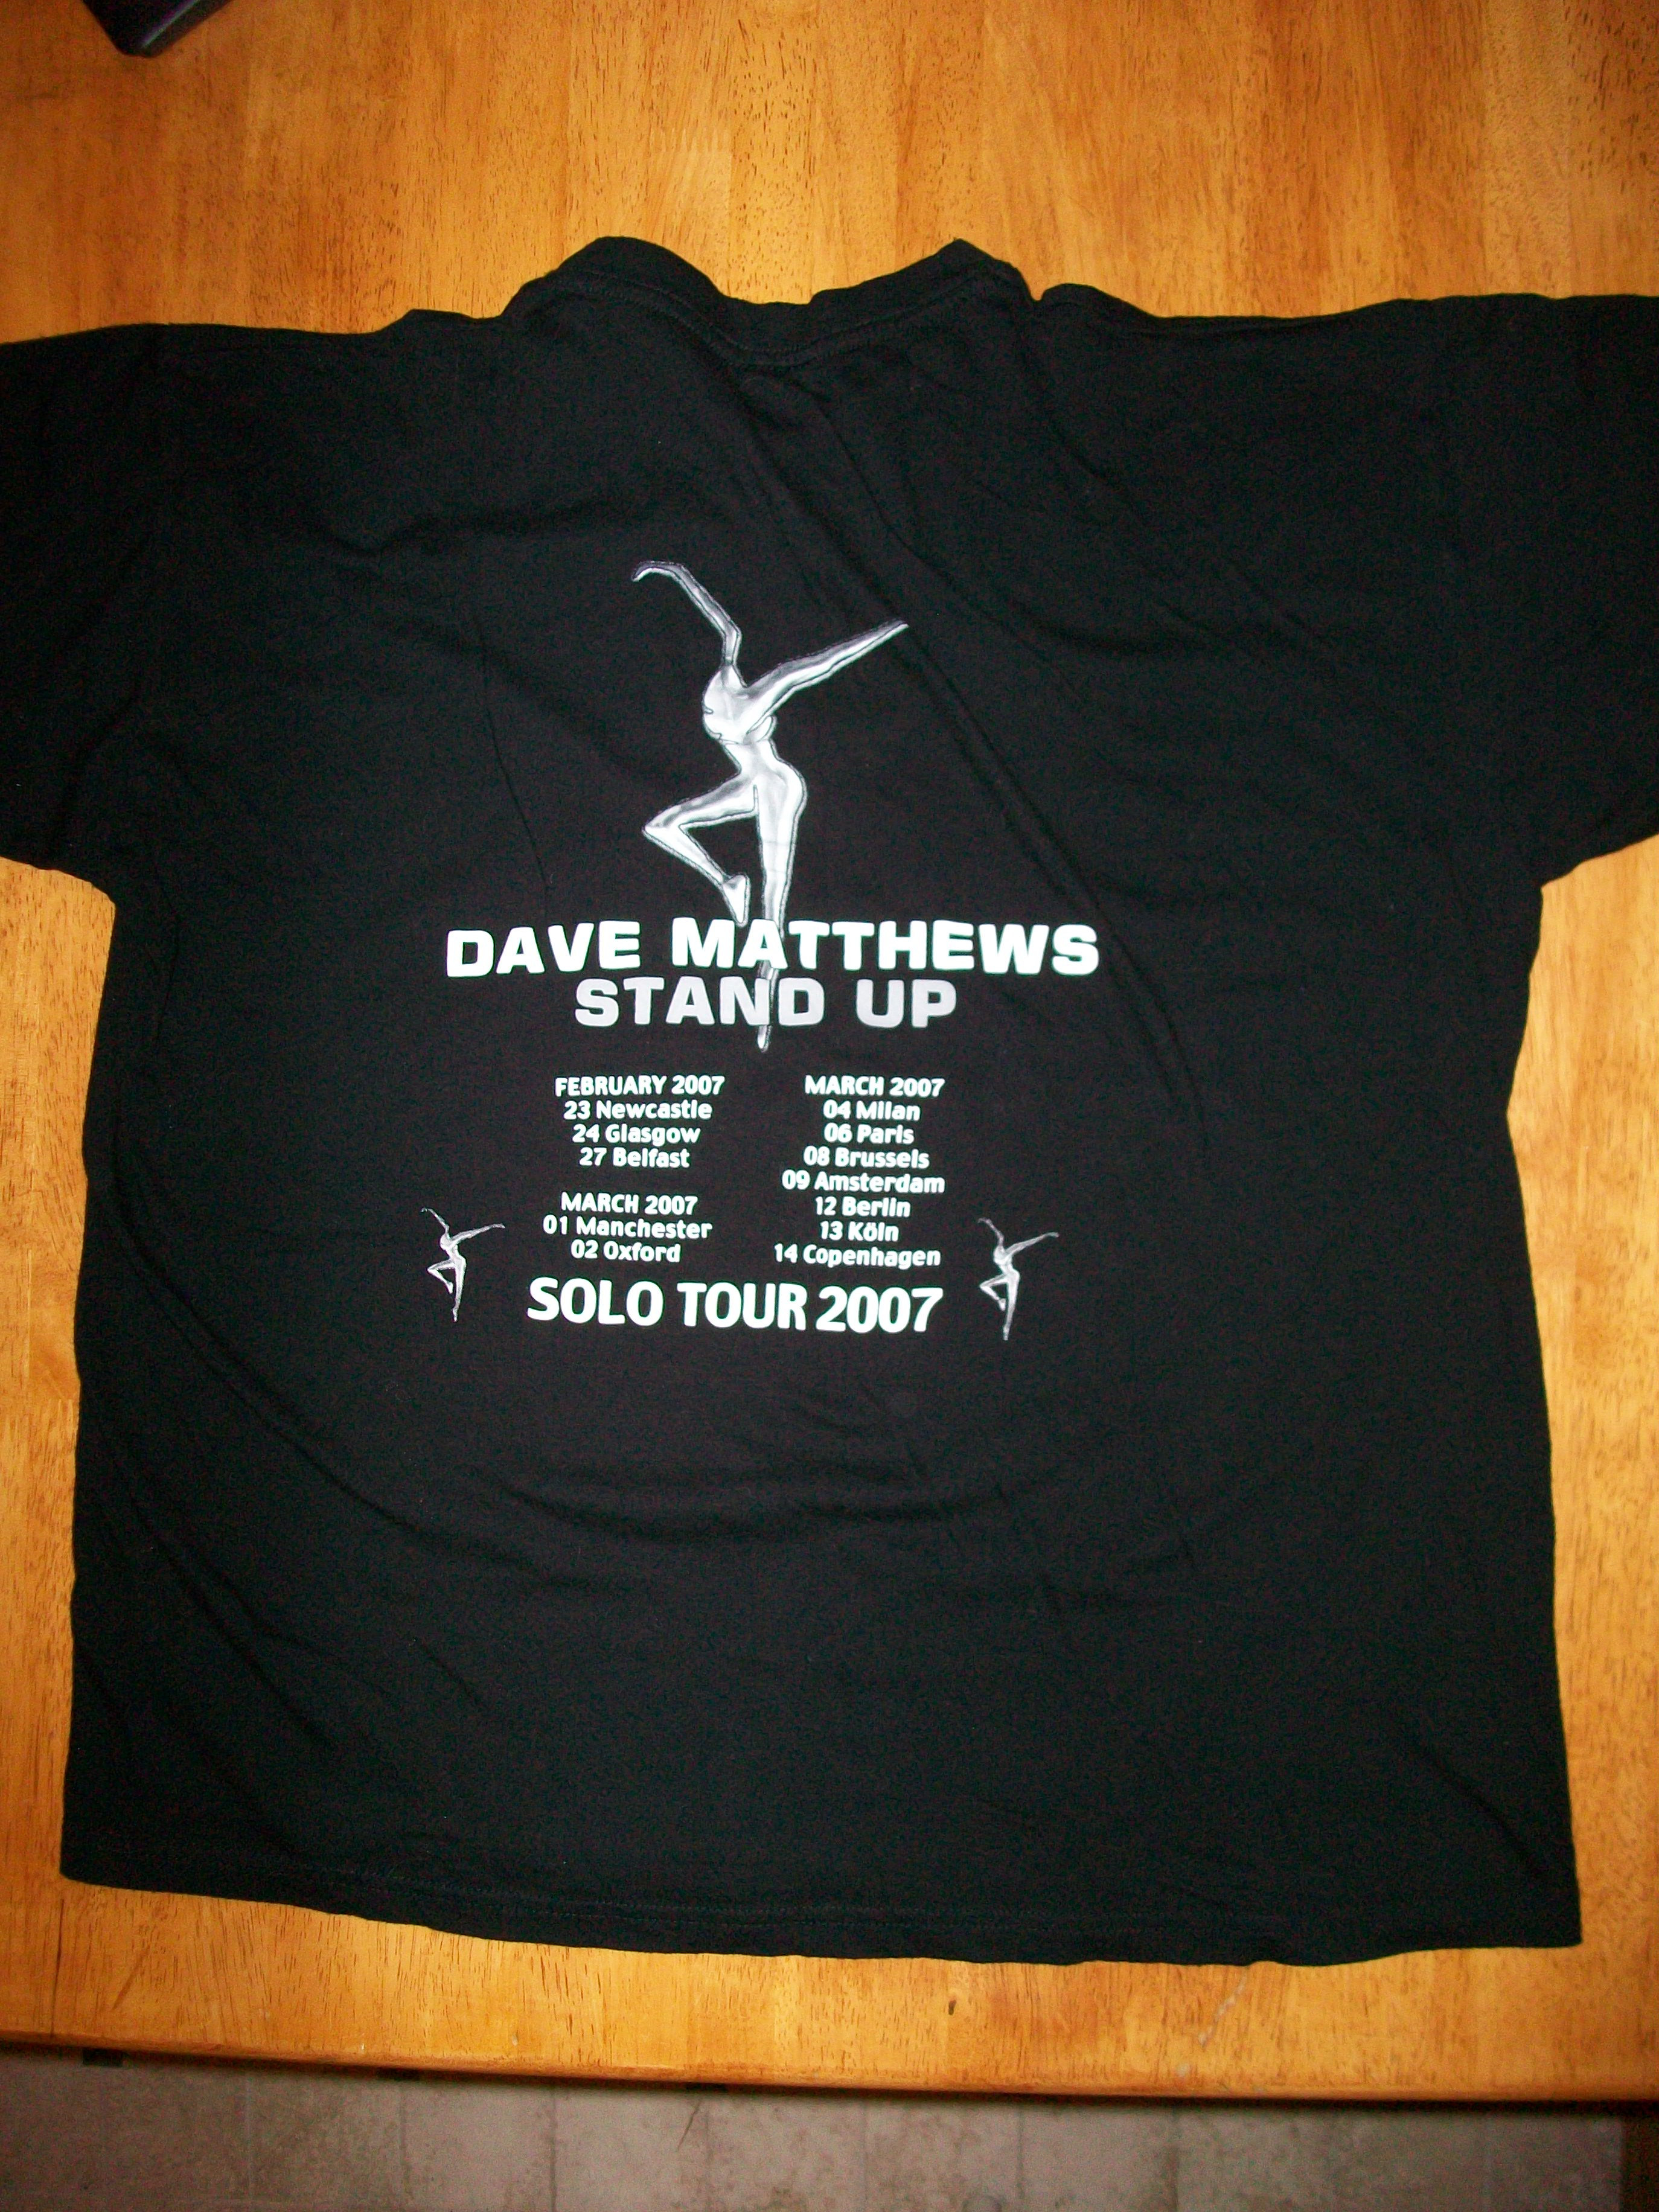 DAVE MATTHEWS
STAND UP
FEBRUARY 2007
23 Newcastle
24 Glasgow
27 Belfast
MARCH 2007
01 Manchester
02 Oxford
MARCH 2007
04 Milan
06 Paris
08 Brussels
09 Amsterdam
12 Berlin
13 Köln
14 Copenhagen
SOLO TOUR 2007